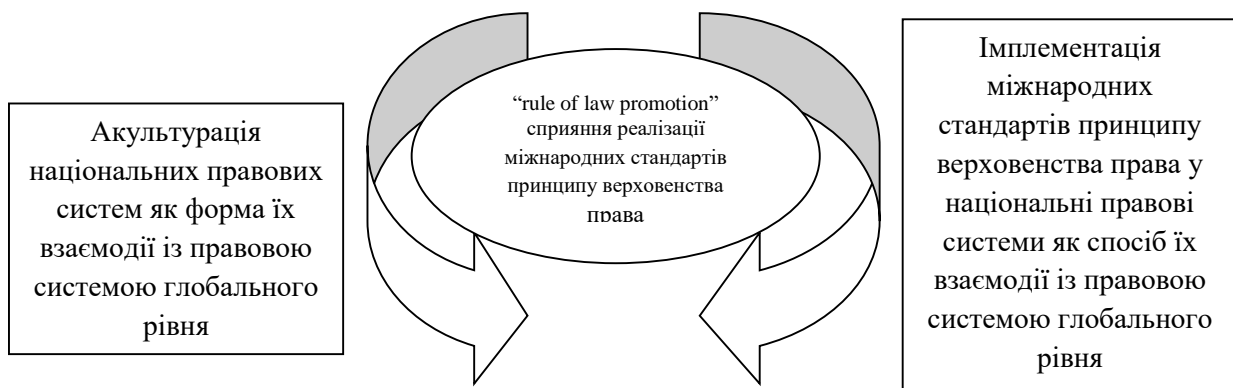 Акультурація
національних правових
систем як форма їх
взаємодії із правовою
системою глобального
рівня
“rule of law promotion”
сприяння реалізації
міжнародних стандартів
принципу верховенства
права
Імплементація
міжнародних
стандартів принципу
верховенства права у
національні правові
системи як спосіб їх
взаємодії із правовою
системою глобального
рівня